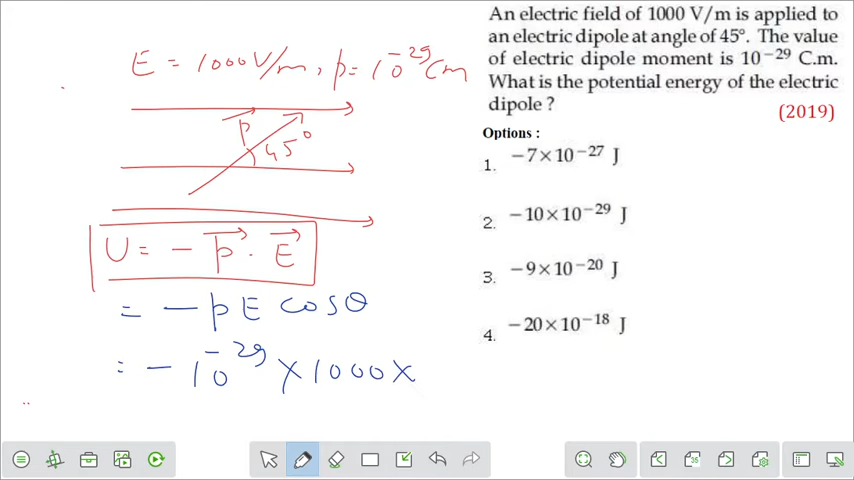 An electric field of 1000 V/m is applied to
an electric dipole at angle of 45°. The value
of electric dipole moment is 10⁻²⁹ C.m.
What is the potential energy of the electric
dipole ?
(2019)
Options :
1. −7×10⁻²⁷ J
2. −10×10⁻²⁹ J
3. −9×10⁻²⁰ J
4. −20×10⁻¹⁸ J
E = 1000 V/m, p = 10⁻²⁹ Cm
p⃗
45°
U = − p⃗ · E⃗
= − pE cosθ
= − 10⁻²⁹ × 1000 ×
35